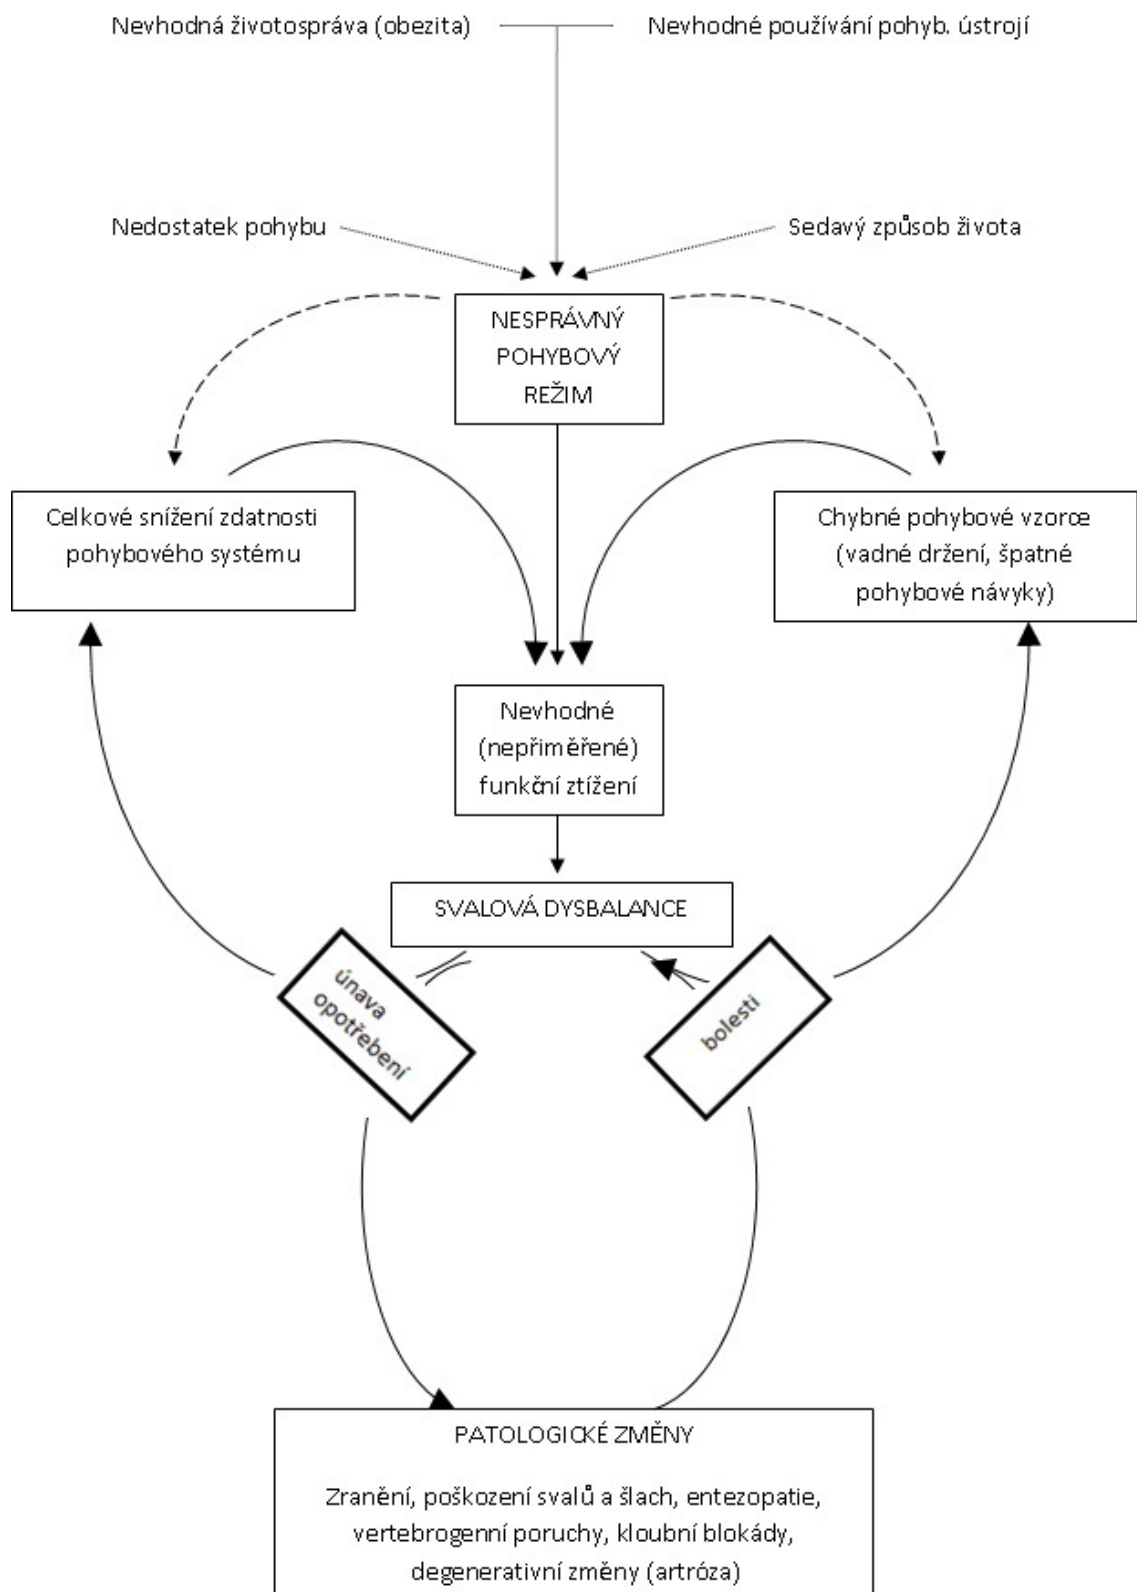 Nevhodná životospráva (obezita)
Nevhodné používání pohyb. ústrojí
Nedostatek pohybu
Sedavý způsob života
NESPRÁVNÝ
POHYBOVÝ
REŽIM
Celkové snížení zdatnosti
pohybového systému
Chybné pohybové vzorce
(vadné držení, špatné
pohybové návyky)
Nevhodné
(nepřiměřené)
funkční ztížení
SVALOVÁ DYSBALANCE
únava
opotřebení
bolesti
PATOLOGICKÉ ZMĚNY
Zranění, poškození svalů a šlach, entezopatie,
vertebrogenní poruchy, kloubní blokády,
degenerativní změny (artróza)